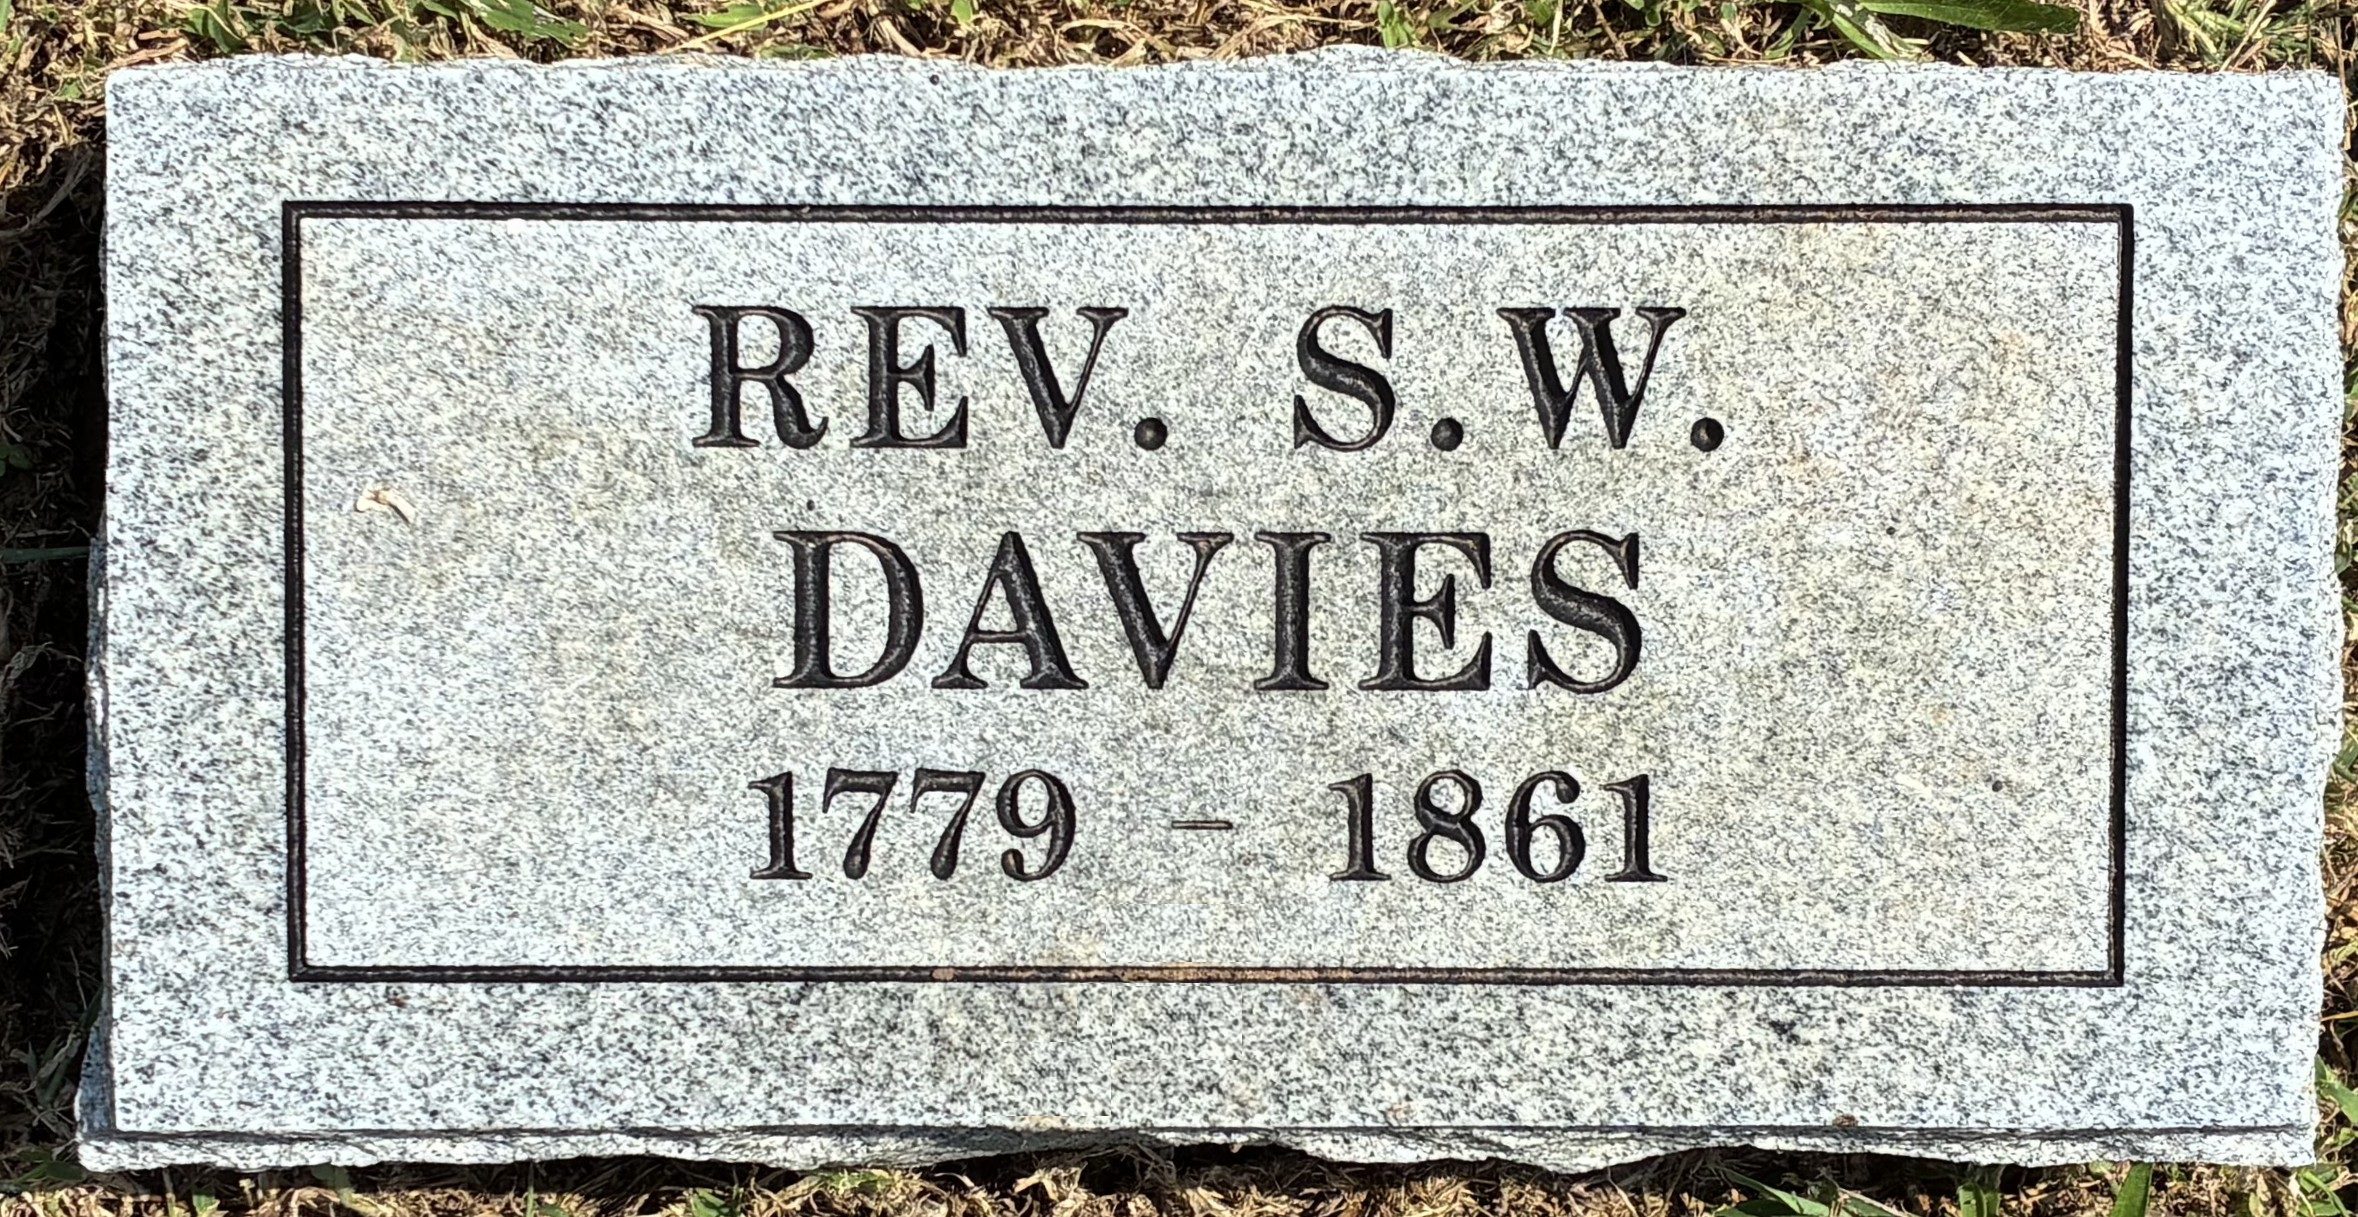 REV. S.W.
DAVIES
1779 - 1861